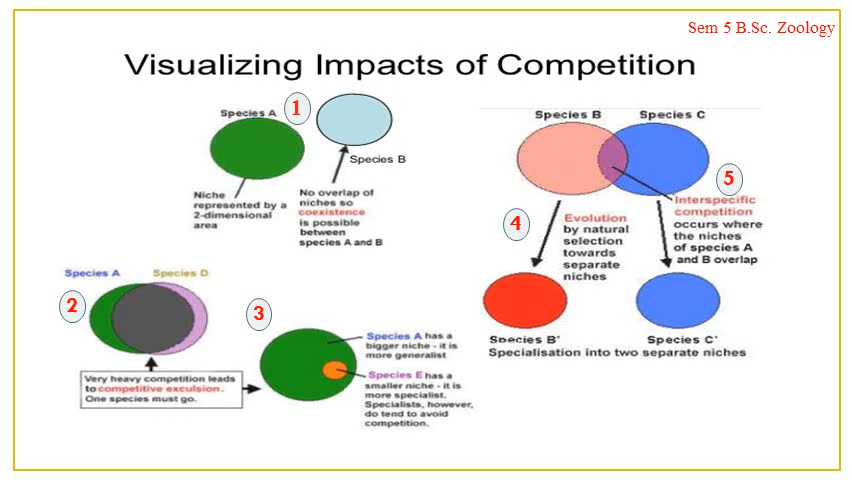 Sem 5 B.Sc. Zoology
Visualizing Impacts of Competition
Species A
1
Species B
Niche
represented by a
2-dimensional
area
No overlap of
niches so
coexistence
is possible
between
species A and B
Species A
Species D
2
Very heavy competition leads
to competitive exculsion.
One species must go.
3
Species A has a
bigger niche - it is
more generalist
Species E has a
smaller niche - it is
more specialist.
Specialists, however,
do tend to avoid
competition.
Species B
Species C
4
Evolution
by natural
selection
towards
separate
niches
5
Interspecific
competition
occurs where
the niches
of species A
and B overlap
Species B'
Species C'
Specialisation into two separate niches